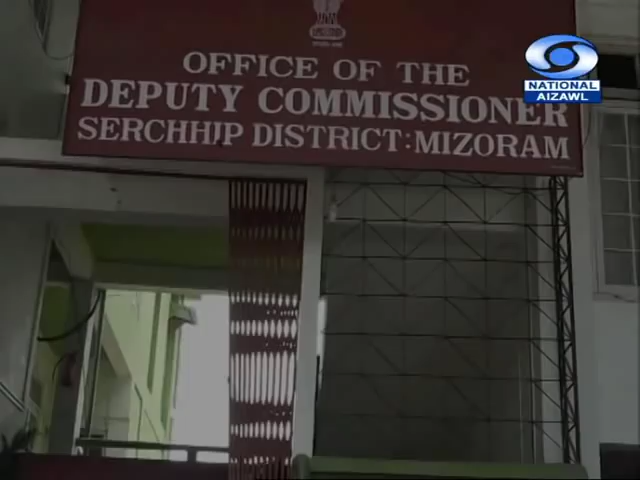 OFFICE OF THE
DEPUTY COMMISSIONER
SERCHHIP DISTRICT:MIZORAM
NATIONAL
AIZAWL